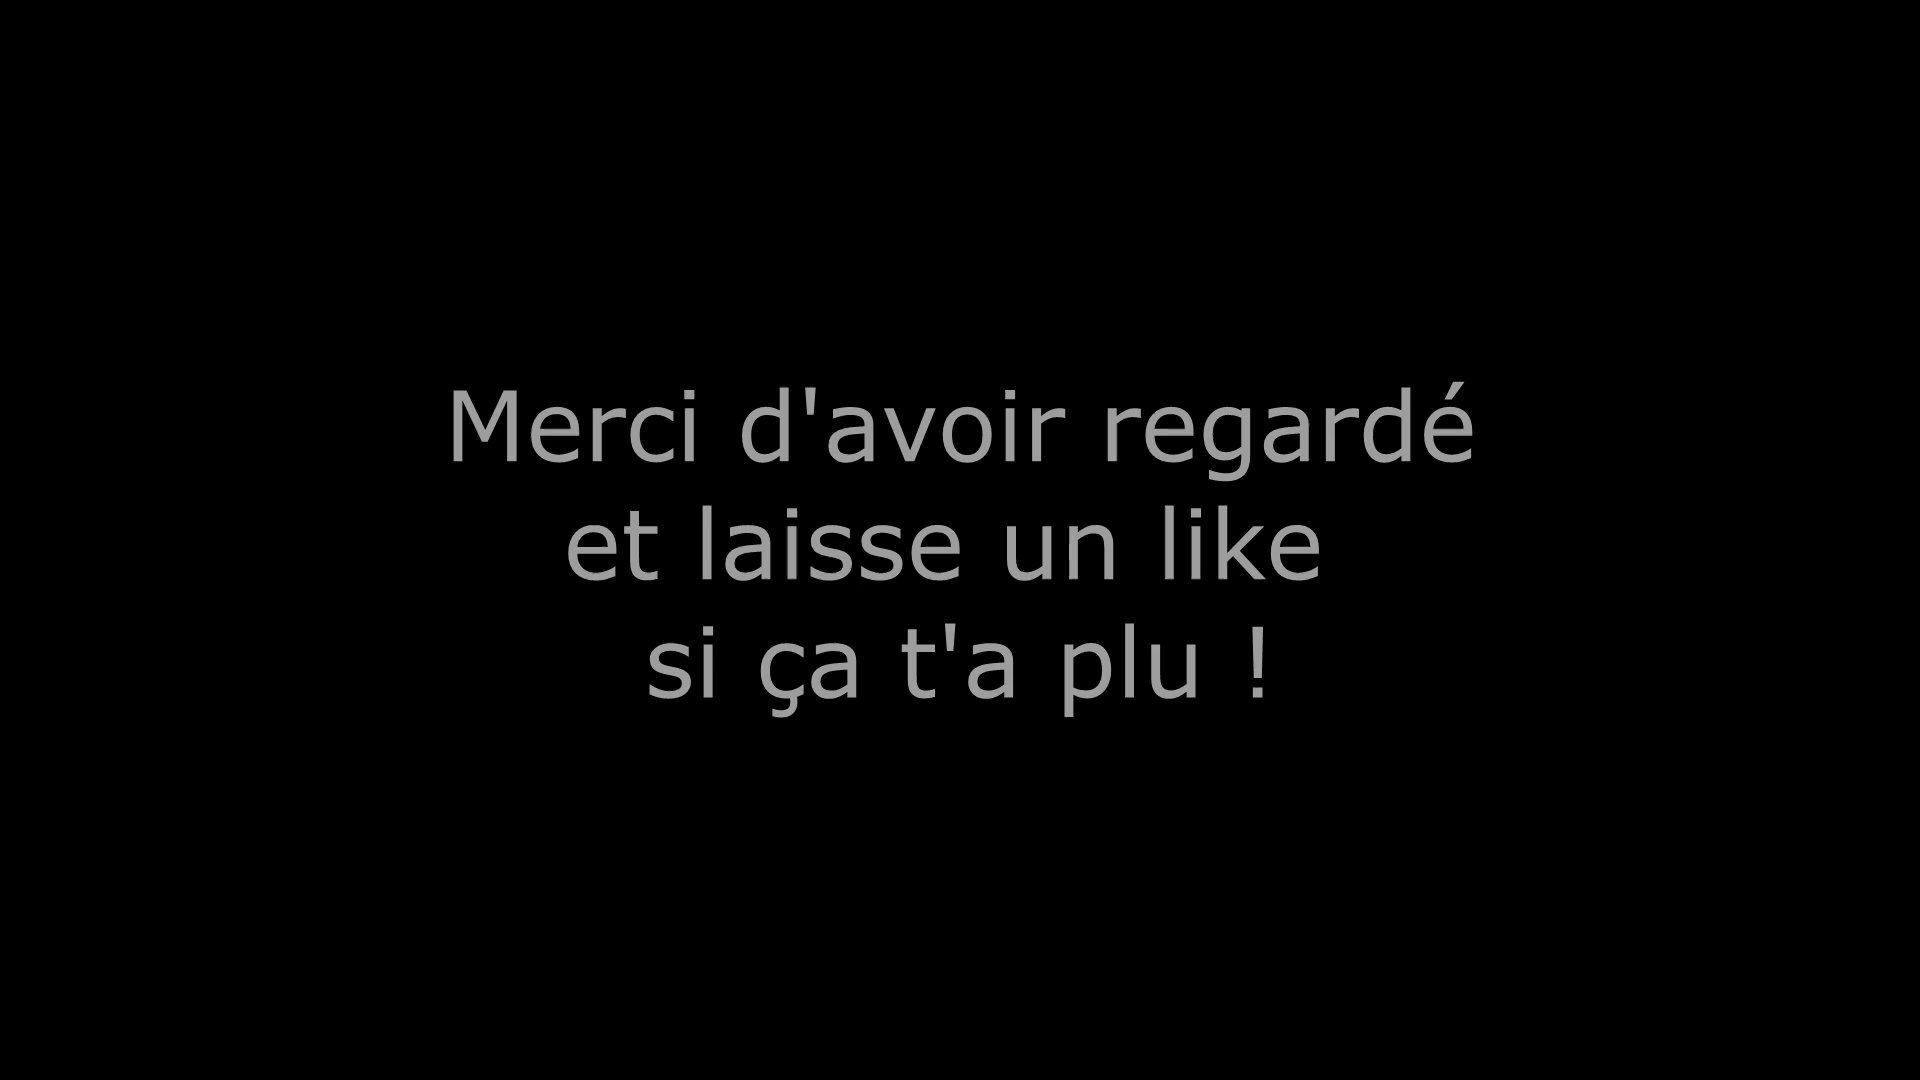 Merci d'avoir regardé
et laisse un like
si ça t'a plu !